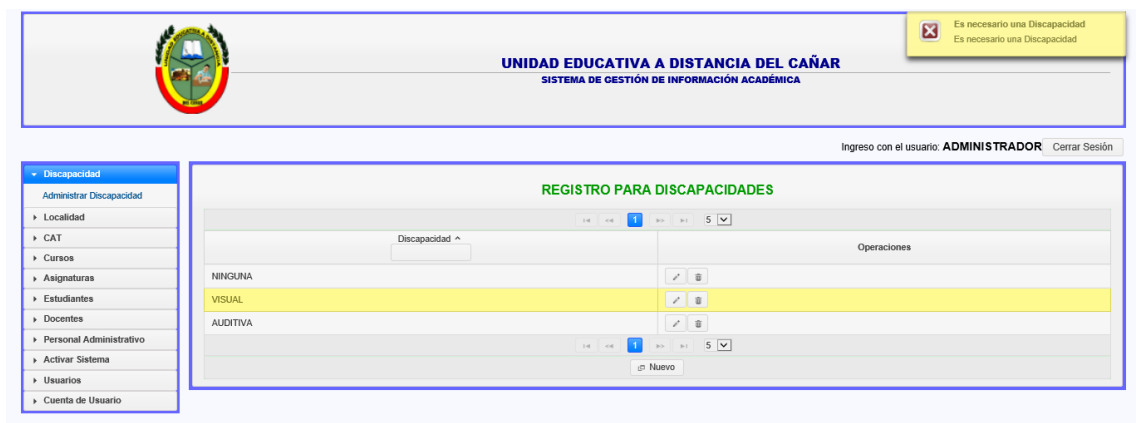 Es necesario una Discapacidad
Es necesario una Discapacidad
UNIDAD EDUCATIVA A DISTANCIA DEL CAÑAR
SISTEMA DE GESTIÓN DE INFORMACIÓN ACADÉMICA
Ingreso con el usuario: ADMINISTRADOR Cerrar Sesión
Discapacidad
Administrar Discapacidad
Localidad
CAT
Cursos
Asignaturas
Estudiantes
Docentes
Personal Administrativo
Activar Sistema
Usuarios
Cuenta de Usuario
REGISTRO PARA DISCAPACIDADES
1 5
Discapacidad Operaciones
NINGUNA
VISUAL
AUDITIVA
1 5
Nuevo